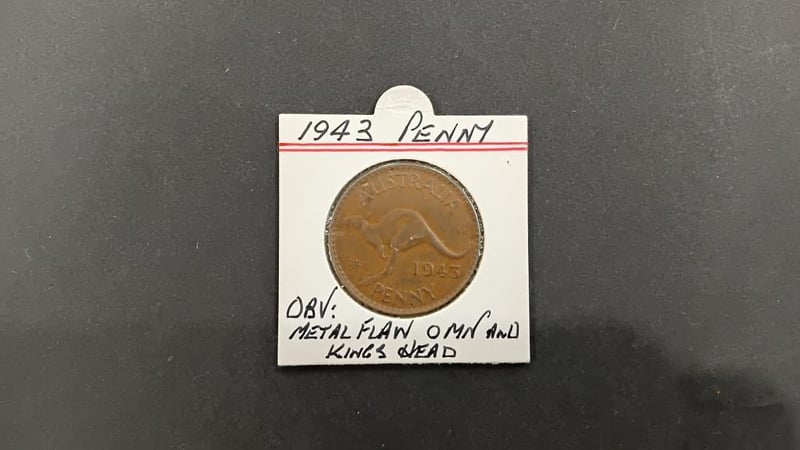 1943 PENNY
AUSTRALIA
1943
PENNY
OBV:
METAL FLAW OMN AND
KINGS HEAD